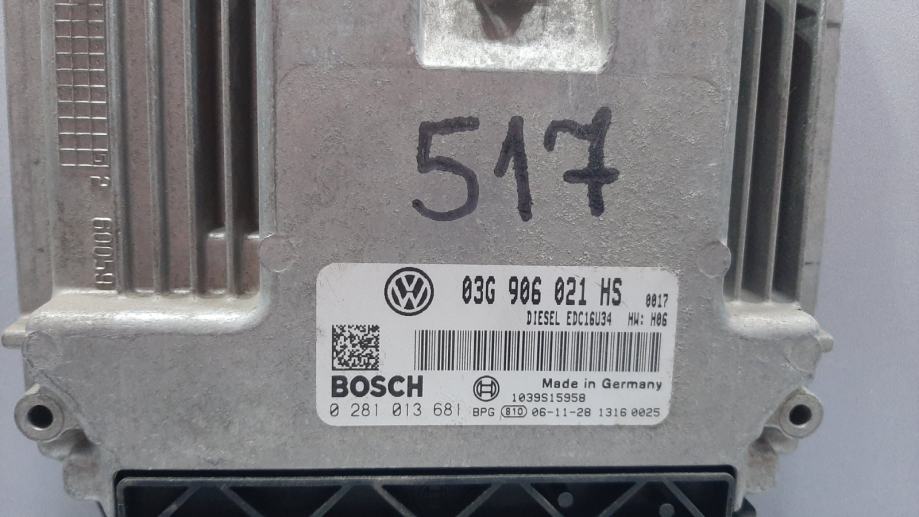 517
03G 906 021 HS 0017
DIESEL EDC16U34 HW: H06
BOSCH
Made in Germany
1039S15958
0 281 013 681 BPG 810 06-11-28 1316 0025